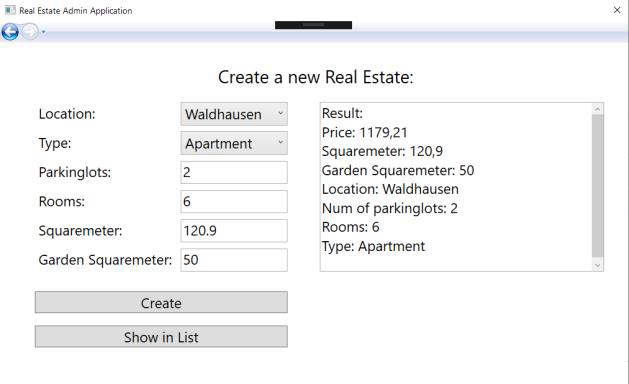 Real Estate Admin Application
Create a new Real Estate:
Location: Waldhausen
Type: Apartment
Parkinglots: 2
Rooms: 6
Squaremeter: 120.9
Garden Squaremeter: 50
Create
Show in List
Result:
Price: 1179,21
Squaremeter: 120,9
Garden Squaremeter: 50
Location: Waldhausen
Num of parkinglots: 2
Rooms: 6
Type: Apartment